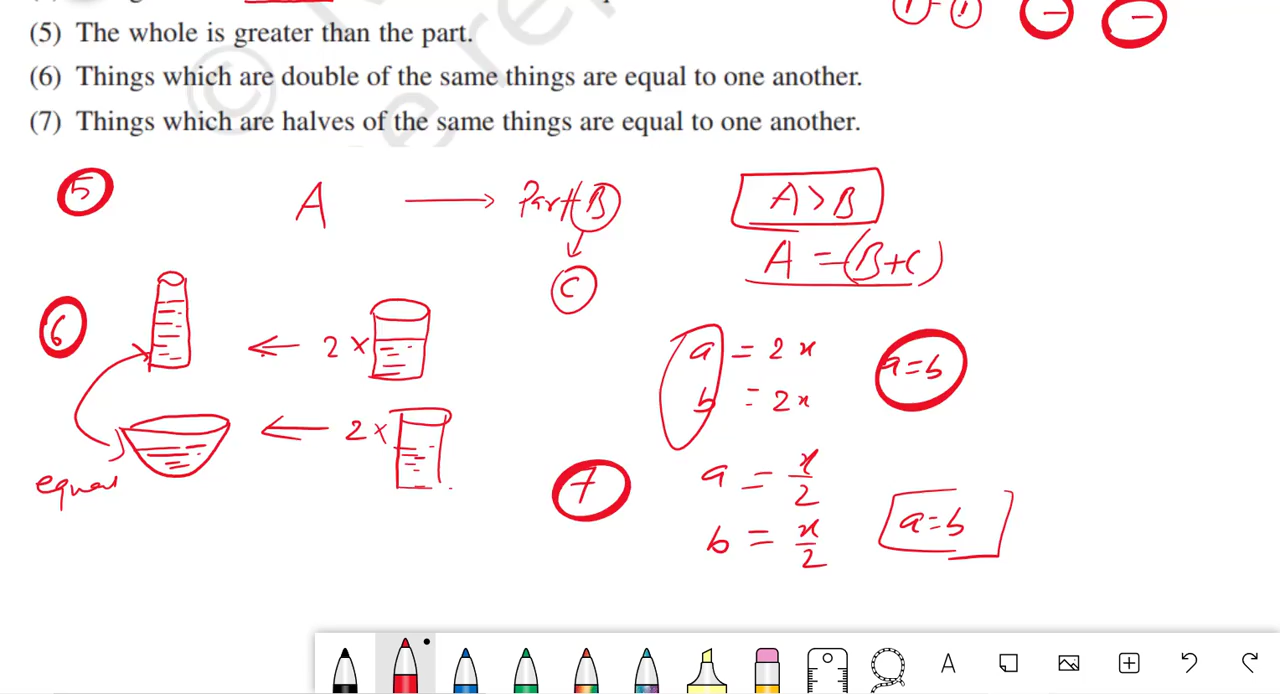 (5) The whole is greater than the part.
(6) Things which are double of the same things are equal to one another.
(7) Things which are halves of the same things are equal to one another.
5 A → Part B A > B
C A = (B+C)
6 ← 2 × a = 2x a = b
← 2 × b = 2x
equal 7 a = x/2 a = b
b = x/2
A